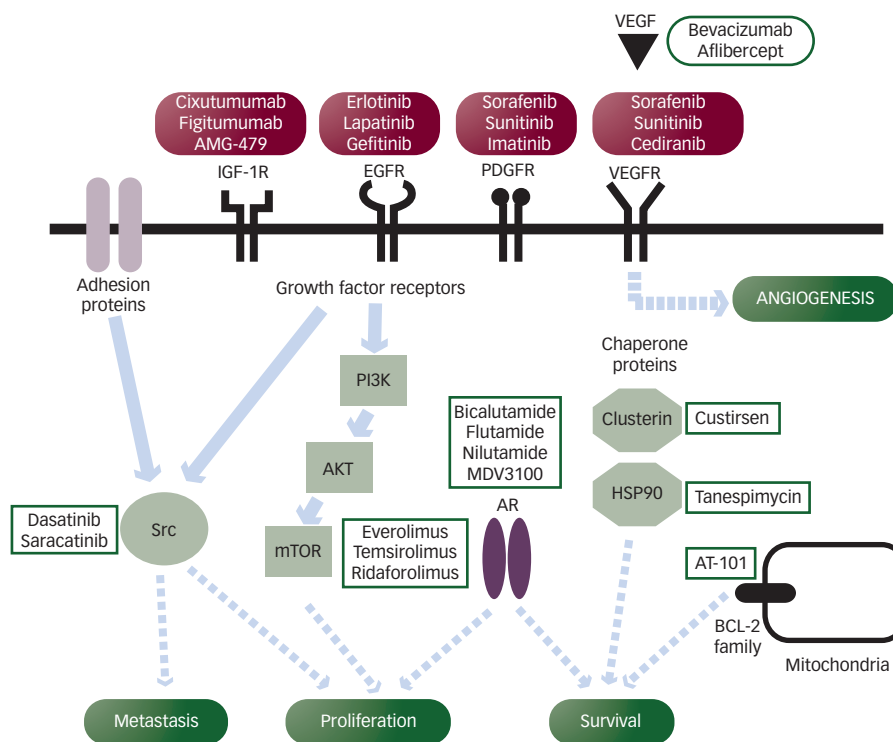 VEGF
Bevacizumab
Aflibercept
Cixutumumab
Figitumumab
AMG-479
Erlotinib
Lapatinib
Gefitinib
Sorafenib
Sunitinib
Imatinib
Sorafenib
Sunitinib
Cediranib
IGF-1R
EGFR
PDGFR
VEGFR
Adhesion
proteins
Growth factor receptors
ANGIOGENESIS
Chaperone
proteins
PI3K
Bicalutamide
Flutamide
Nilutamide
MDV3100
Clusterin
Custirsen
AKT
HSP90
Tanespimycin
AR
Dasatinib
Saracatinib
Src
mTOR
Everolimus
Temsirolimus
Ridaforolimus
AT-101
BCL-2
family
Mitochondria
Metastasis
Proliferation
Survival